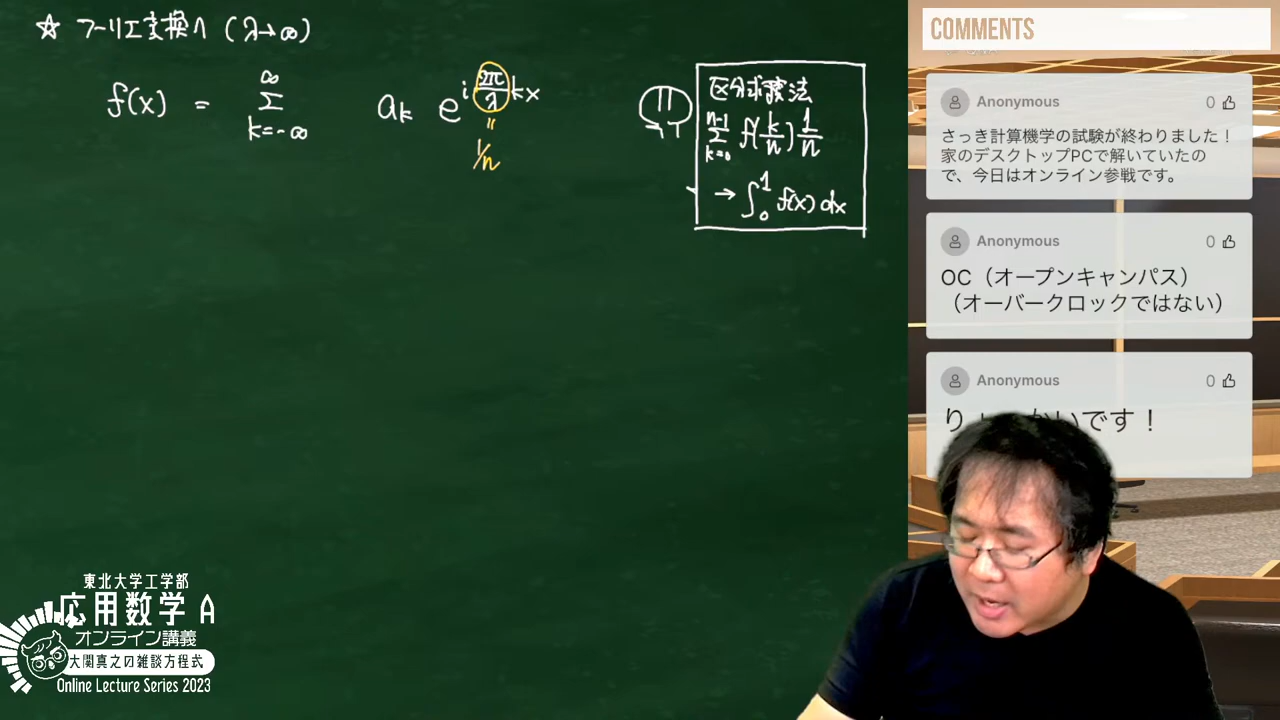 ☆ フーリエ変換へ (λ→∞)
f(x) = ∞ Σ k=-∞ aₖ e^{i 2π/λ kx}
=
1/n
区分求積法
n-1 Σ k=0 f(k/n) 1/n
→ ∫₀¹ f(x) dx
COMMENTS
Anonymous 0
さっき計算機学の試験が終わりました！
家のデスクトップPCで解いていたの
で、今日はオンライン参戦です。
Anonymous 0
OC（オープンキャンパス）
（オーバークロックではない）
Anonymous 0
かいです！
東北大学工学部
応用数学 A
オンライン講義
大関真之の雑談方程式
Online Lecture Series 2023